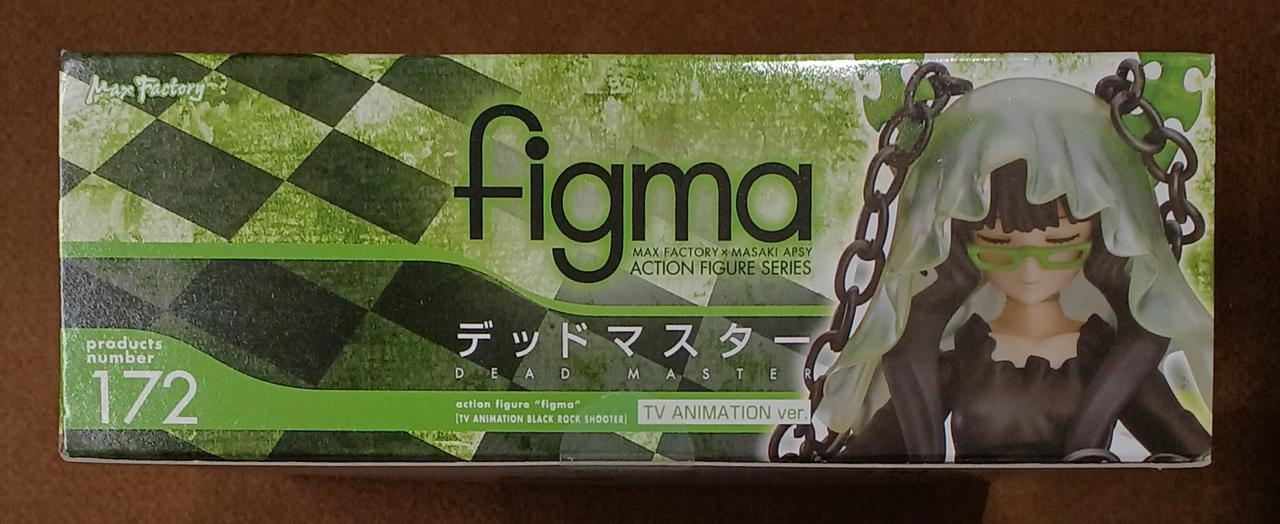 Max Factory
figma
MAX FACTORY × MASAKI APSY
ACTION FIGURE SERIES
デッドマスター
DEAD MASTER
products
number
172
action figure "figma"
[TV ANIMATION BLACK ROCK SHOOTER]
TV ANIMATION ver.